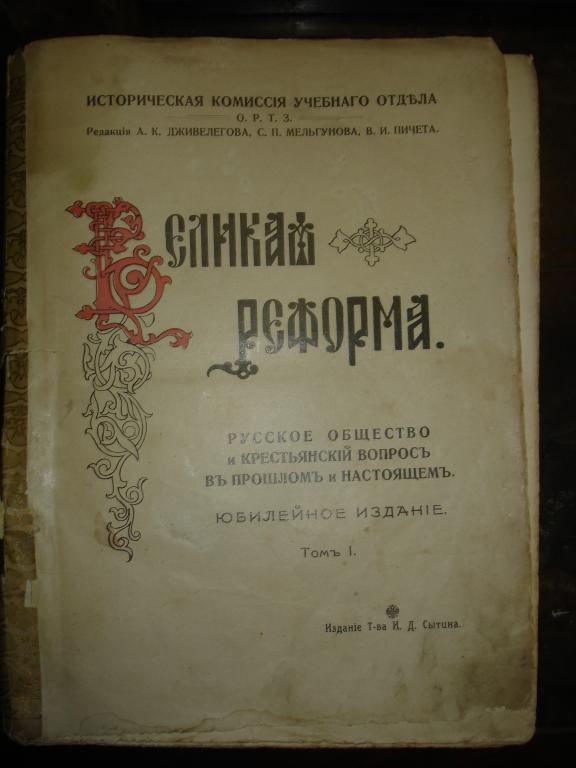 ИСТОРИЧЕСКАЯ КОМИССІЯ УЧЕБНАГО ОТДѢЛА
О. Р. Т. З.
Редакція А. К. ДЖИВЕЛЕГОВА, С. П. МЕЛЬГУНОВА, В. И. ПИЧЕТА.
ВЕЛИКАЯ
РЕФОРМА.
РУССКОЕ ОБЩЕСТВО
и КРЕСТЬЯНСКІЙ ВОПРОСЪ
ВЪ ПРОШЛОМЪ и НАСТОЯЩЕМЪ.
ЮБИЛЕЙНОЕ ИЗДАНІЕ.
Томъ I.
Изданіе Т-ва И. Д. Сытина.